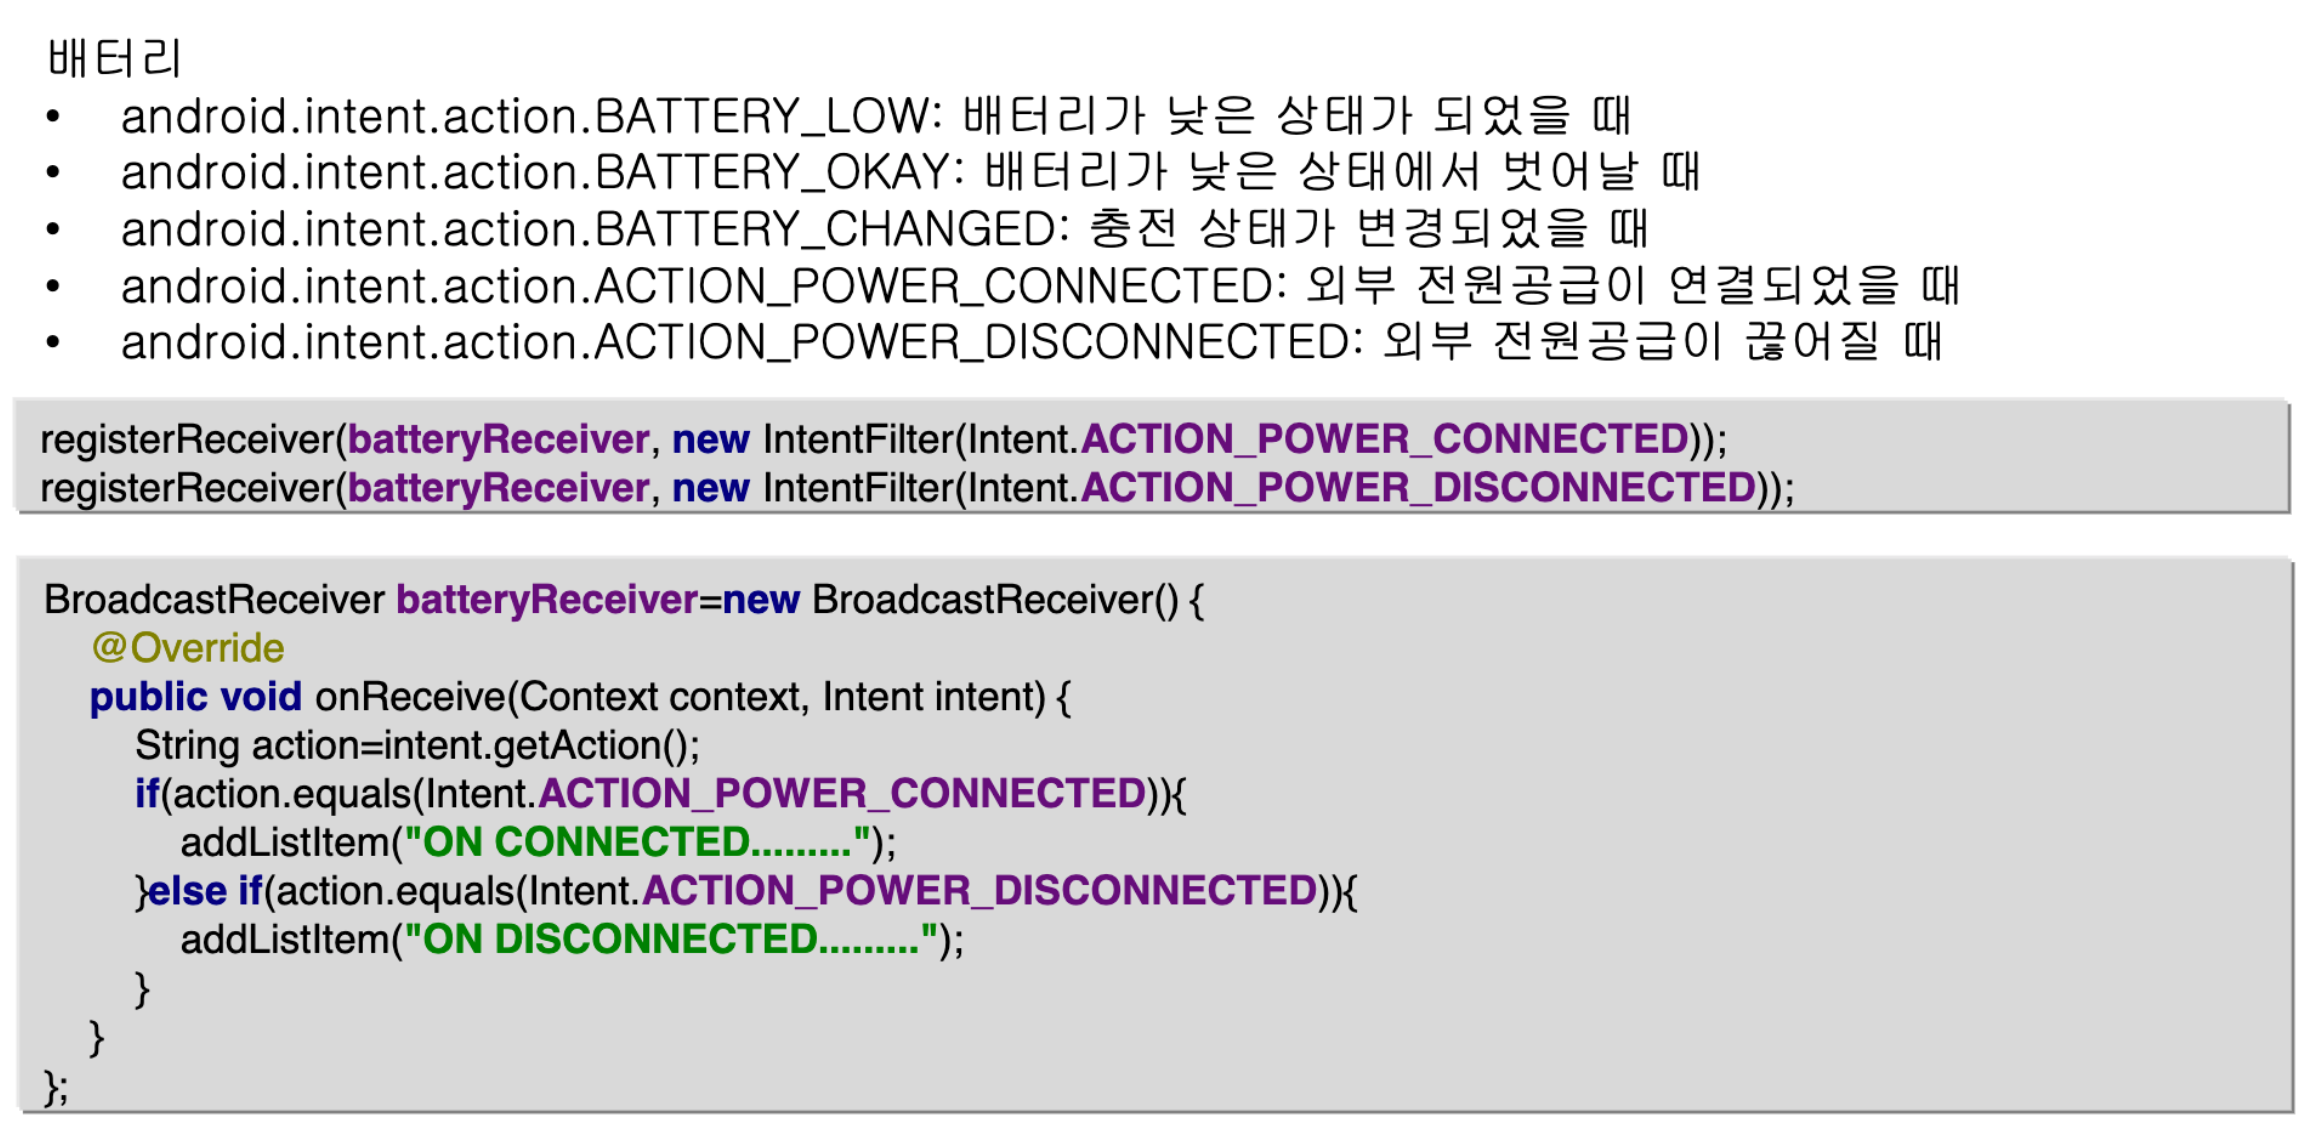 배터리
• android.intent.action.BATTERY_LOW: 배터리가 낮은 상태가 되었을 때
• android.intent.action.BATTERY_OKAY: 배터리가 낮은 상태에서 벗어날 때
• android.intent.action.BATTERY_CHANGED: 충전 상태가 변경되었을 때
• android.intent.action.ACTION_POWER_CONNECTED: 외부 전원공급이 연결되었을 때
• android.intent.action.ACTION_POWER_DISCONNECTED: 외부 전원공급이 끊어질 때
registerReceiver(batteryReceiver, new IntentFilter(Intent.ACTION_POWER_CONNECTED));
registerReceiver(batteryReceiver, new IntentFilter(Intent.ACTION_POWER_DISCONNECTED));
BroadcastReceiver batteryReceiver=new BroadcastReceiver() {
@Override
public void onReceive(Context context, Intent intent) {
String action=intent.getAction();
if(action.equals(Intent.ACTION_POWER_CONNECTED)){
addListItem("ON CONNECTED.........");
}else if(action.equals(Intent.ACTION_POWER_DISCONNECTED)){
addListItem("ON DISCONNECTED.........");
}
}
};